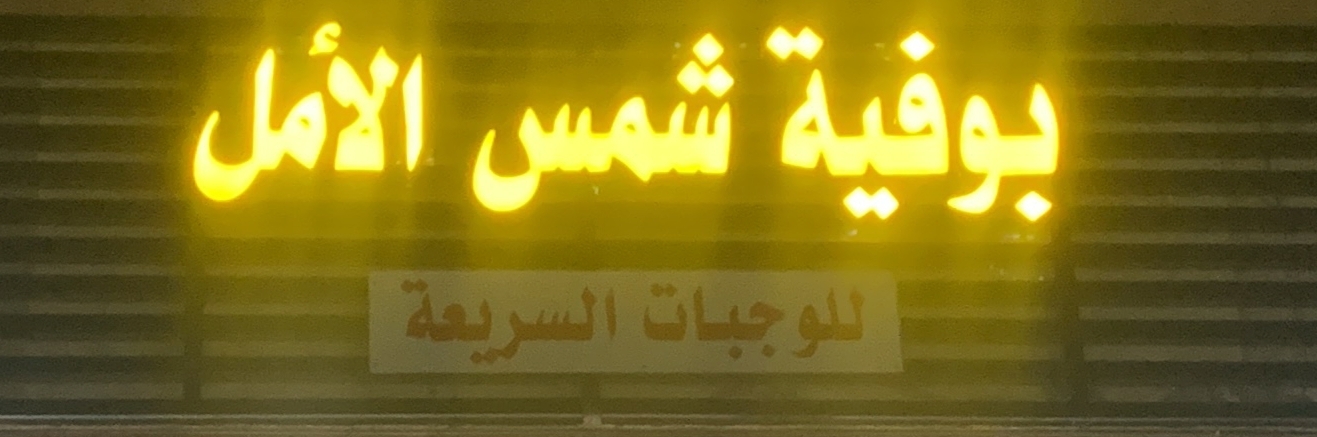 بوفية شمس الأمل
للوجبات السريعة